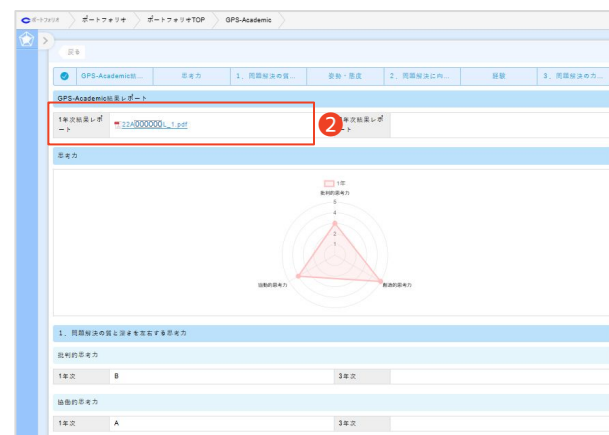 ポートフォリオ ポートフォリオ ポートフォリオTOP GPS-Academic
戻る
GPS-Academic結... 思考力 1. 問題解決の質... 姿勢・態度 2. 問題解決に向... 経験 3. 問題解決の力...
GPS-Academic結果レポート
1年次結果レポート 22A000000L_1.pdf 2 年次結果レポート
思考力
1年
批判的思考力
5
4
2
1
協働的思考力 創造的思考力
1. 問題解決の質と深さを左右する思考力
批判的思考力
1年次 B 3年次
協働的思考力
1年次 A 3年次